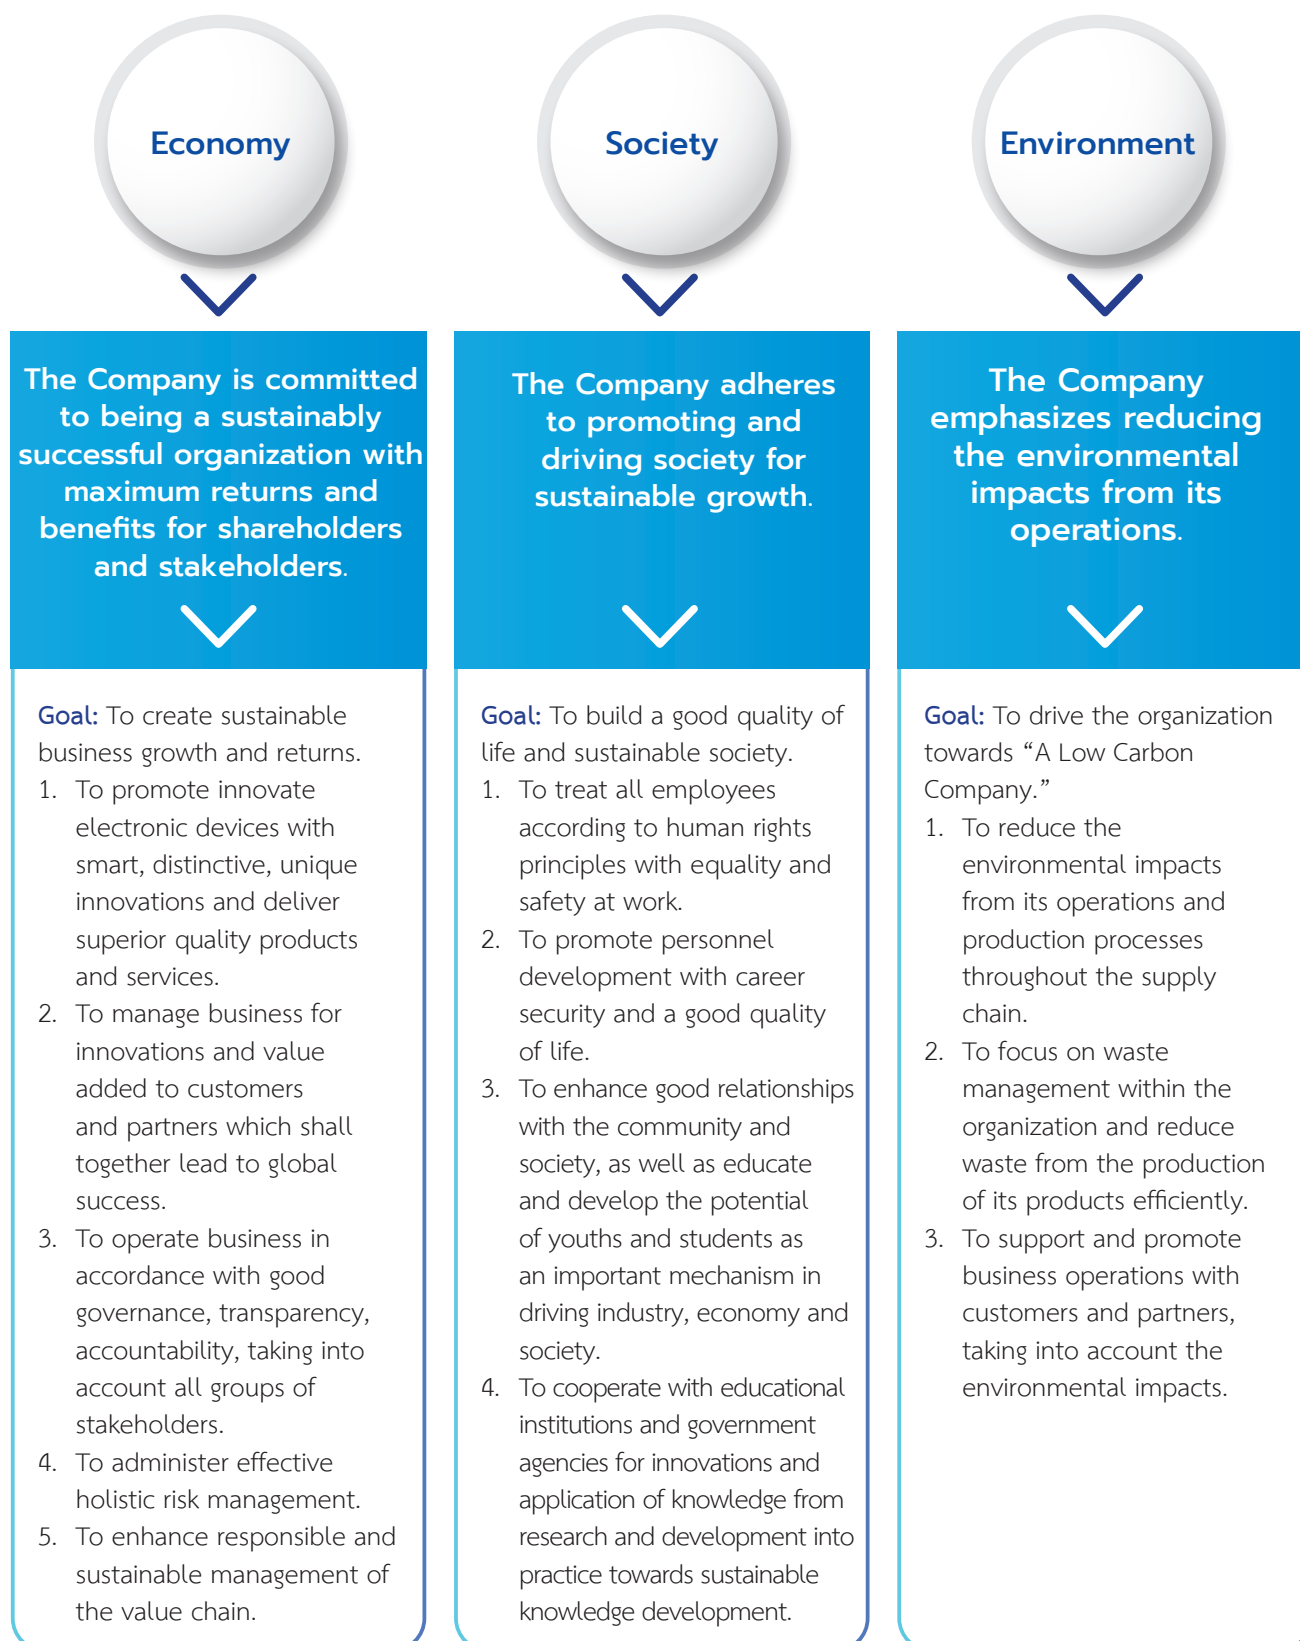 Economy
The Company is committed
to being a sustainably
successful organization with
maximum returns and
benefits for shareholders
and stakeholders.
Goal: To create sustainable
business growth and returns.
1. To promote innovate
electronic devices with
smart, distinctive, unique
innovations and deliver
superior quality products
and services.
2. To manage business for
innovations and value
added to customers
and partners which shall
together lead to global
success.
3. To operate business in
accordance with good
governance, transparency,
accountability, taking into
account all groups of
stakeholders.
4. To administer effective
holistic risk management.
5. To enhance responsible and
sustainable management of
the value chain.
Society
The Company adheres
to promoting and
driving society for
sustainable growth.
Goal: To build a good quality of
life and sustainable society.
1. To treat all employees
according to human rights
principles with equality and
safety at work.
2. To promote personnel
development with career
security and a good quality
of life.
3. To enhance good relationships
with the community and
society, as well as educate
and develop the potential
of youths and students as
an important mechanism in
driving industry, economy and
society.
4. To cooperate with educational
institutions and government
agencies for innovations and
application of knowledge from
research and development into
practice towards sustainable
knowledge development.
Environment
The Company
emphasizes reducing
the environmental
impacts from its
operations.
Goal: To drive the organization
towards “A Low Carbon
Company.”
1. To reduce the
environmental impacts
from its operations and
production processes
throughout the supply
chain.
2. To focus on waste
management within the
organization and reduce
waste from the production
of its products efficiently.
3. To support and promote
business operations with
customers and partners,
taking into account the
environmental impacts.